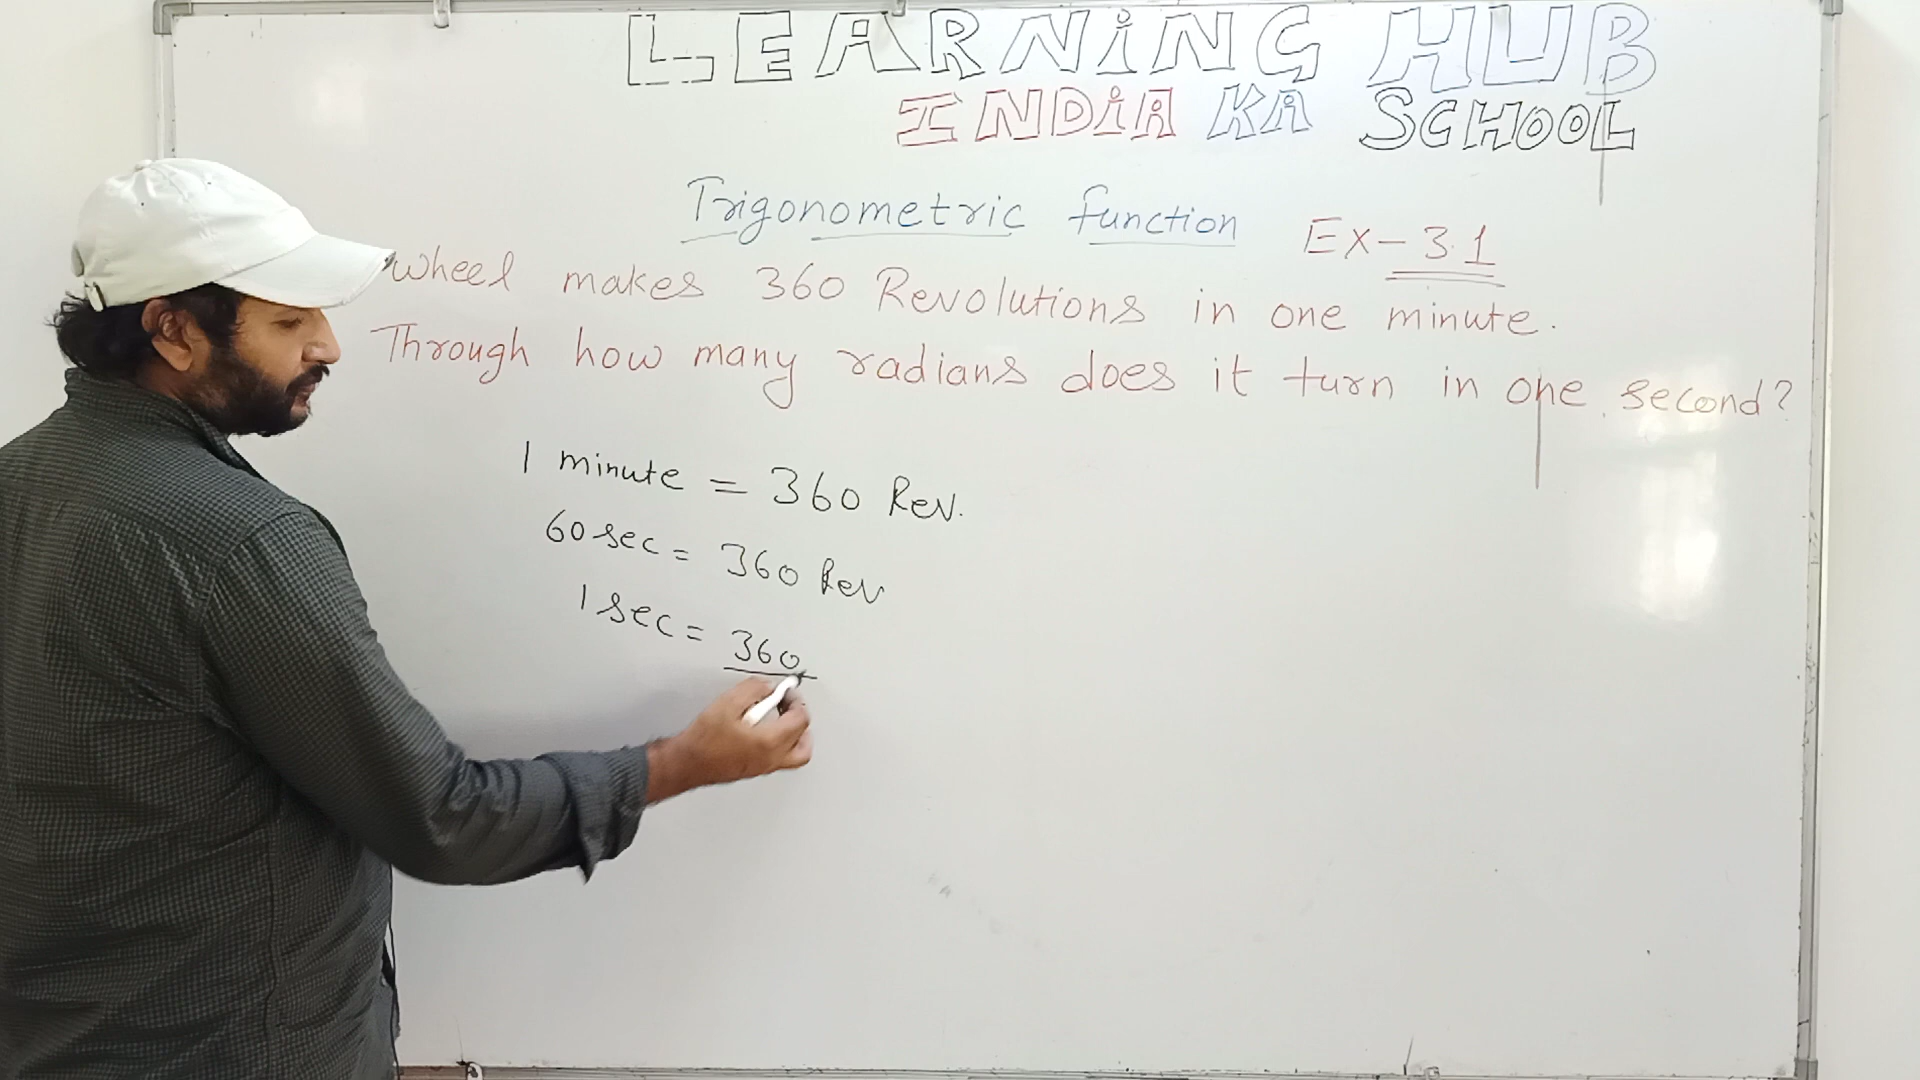 LEARNiNG HUB
INDiA KA SCHOOL
Trigonometric function Ex-3.1
Wheel makes 360 Revolutions in one minute.
Through how many radians does it turn in one second?
1 minute = 360 Rev.
60 sec = 360 Rev
1 sec = 360